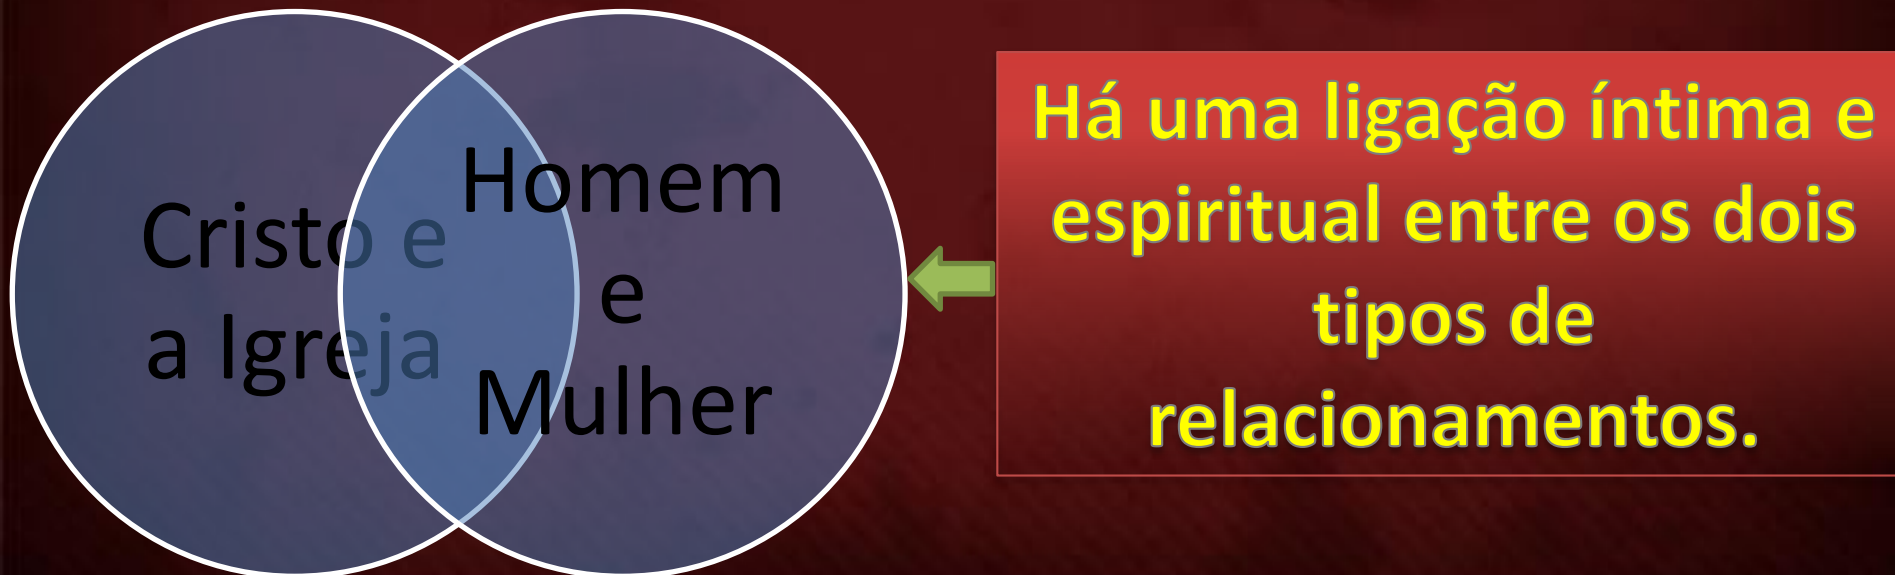 Cristo e
a Igreja
Homem
e
Mulher
Há uma ligação íntima e
espiritual entre os dois
tipos de
relacionamentos.